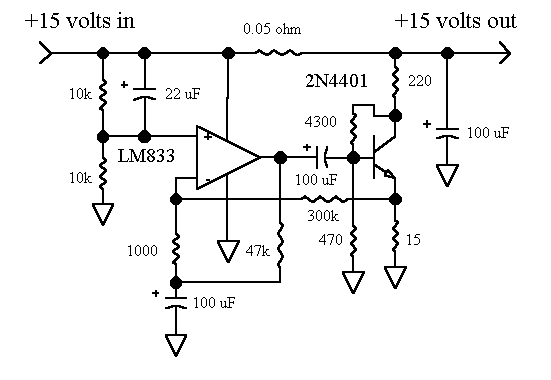 +15 volts in
+15 volts out
0.05 ohm
2N4401
220
10k
+
22 uF
4300
+
100 uF
LM833
+
-
+
100 uF
10k
300k
1000
47k
470
15
+
100 uF